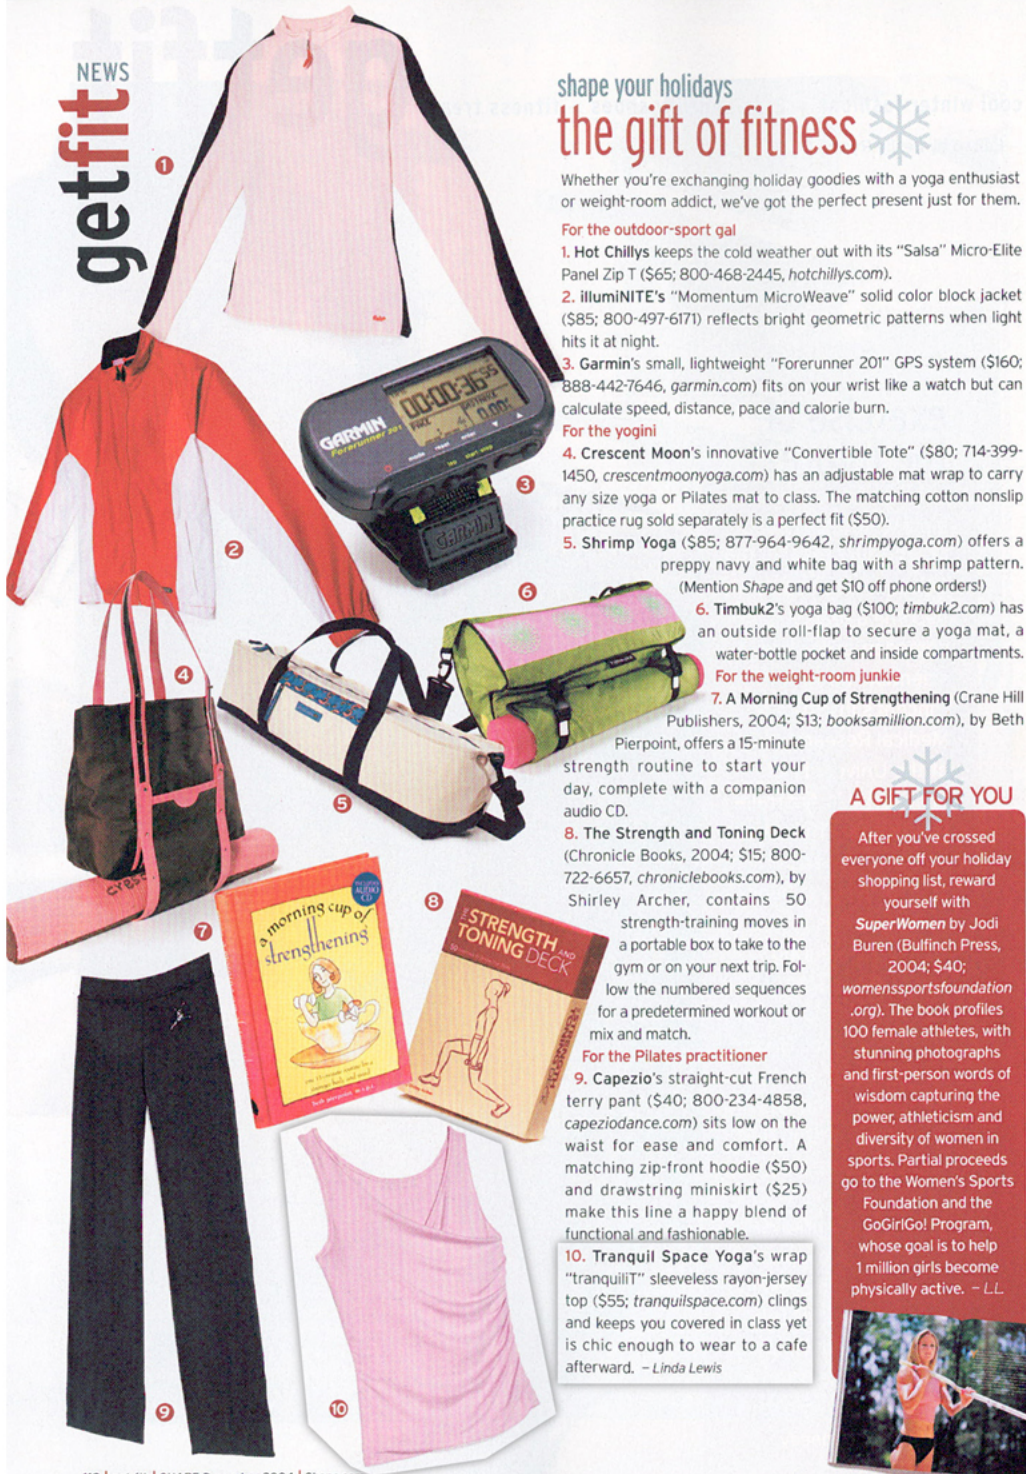 NEWS
getfit
shape your holidays
the gift of fitness
Whether you're exchanging holiday goodies with a yoga enthusiast
or weight-room addict, we've got the perfect present just for them.
For the outdoor-sport gal
1. Hot Chillys keeps the cold weather out with its "Salsa" Micro-Elite
Panel Zip T ($65; 800-468-2445, hotchillys.com).
2. illumiNITE's "Momentum MicroWeave" solid color block jacket
($85; 800-497-6171) reflects bright geometric patterns when light
hits it at night.
3. Garmin's small, lightweight "Forerunner 201" GPS system ($160;
888-442-7646, garmin.com) fits on your wrist like a watch but can
calculate speed, distance, pace and calorie burn.
For the yogini
4. Crescent Moon's innovative "Convertible Tote" ($80; 714-399-
1450, crescentmoonyoga.com) has an adjustable mat wrap to carry
any size yoga or Pilates mat to class. The matching cotton nonslip
practice rug sold separately is a perfect fit ($50).
5. Shrimp Yoga ($85; 877-964-9642, shrimpyoga.com) offers a
preppy navy and white bag with a shrimp pattern.
(Mention Shape and get $10 off phone orders!)
6. Timbuk2's yoga bag ($100; timbuk2.com) has
an outside roll-flap to secure a yoga mat, a
water-bottle pocket and inside compartments.
For the weight-room junkie
7. A Morning Cup of Strengthening (Crane Hill
Publishers, 2004; $13; booksamillion.com), by Beth
Pierpoint, offers a 15-minute
strength routine to start your
day, complete with a companion
audio CD.
8. The Strength and Toning Deck
(Chronicle Books, 2004; $15; 800-
722-6657, chroniclebooks.com), by
Shirley Archer, contains 50
strength-training moves in
a portable box to take to the
gym or on your next trip. Fol-
low the numbered sequences
for a predetermined workout or
mix and match.
For the Pilates practitioner
9. Capezio's straight-cut French
terry pant ($40; 800-234-4858,
capeziodance.com) sits low on the
waist for ease and comfort. A
matching zip-front hoodie ($50)
and drawstring miniskirt ($25)
make this line a happy blend of
functional and fashionable.
10. Tranquil Space Yoga's wrap
"tranquiliT" sleeveless rayon-jersey
top ($55; tranquilspace.com) clings
and keeps you covered in class yet
is chic enough to wear to a cafe
afterward. – Linda Lewis
A GIFT FOR YOU
After you've crossed
everyone off your holiday
shopping list, reward
yourself with
SuperWomen by Jodi
Buren (Bulfinch Press,
2004; $40;
womenssportsfoundation
.org). The book profiles
100 female athletes, with
stunning photographs
and first-person words of
wisdom capturing the
power, athleticism and
diversity of women in
sports. Partial proceeds
go to the Women's Sports
Foundation and the
GoGirlGo! Program,
whose goal is to help
1 million girls become
physically active. – L.L.
1
2
3
GARMIN
Forerunner 201
00:00:36
0.00
GARMIN
4
5
6
7
INCLUDES
AUDIO
CD
a morning cup of
strengthening
8
THE
STRENGTH
AND
TONING DECK
9
10